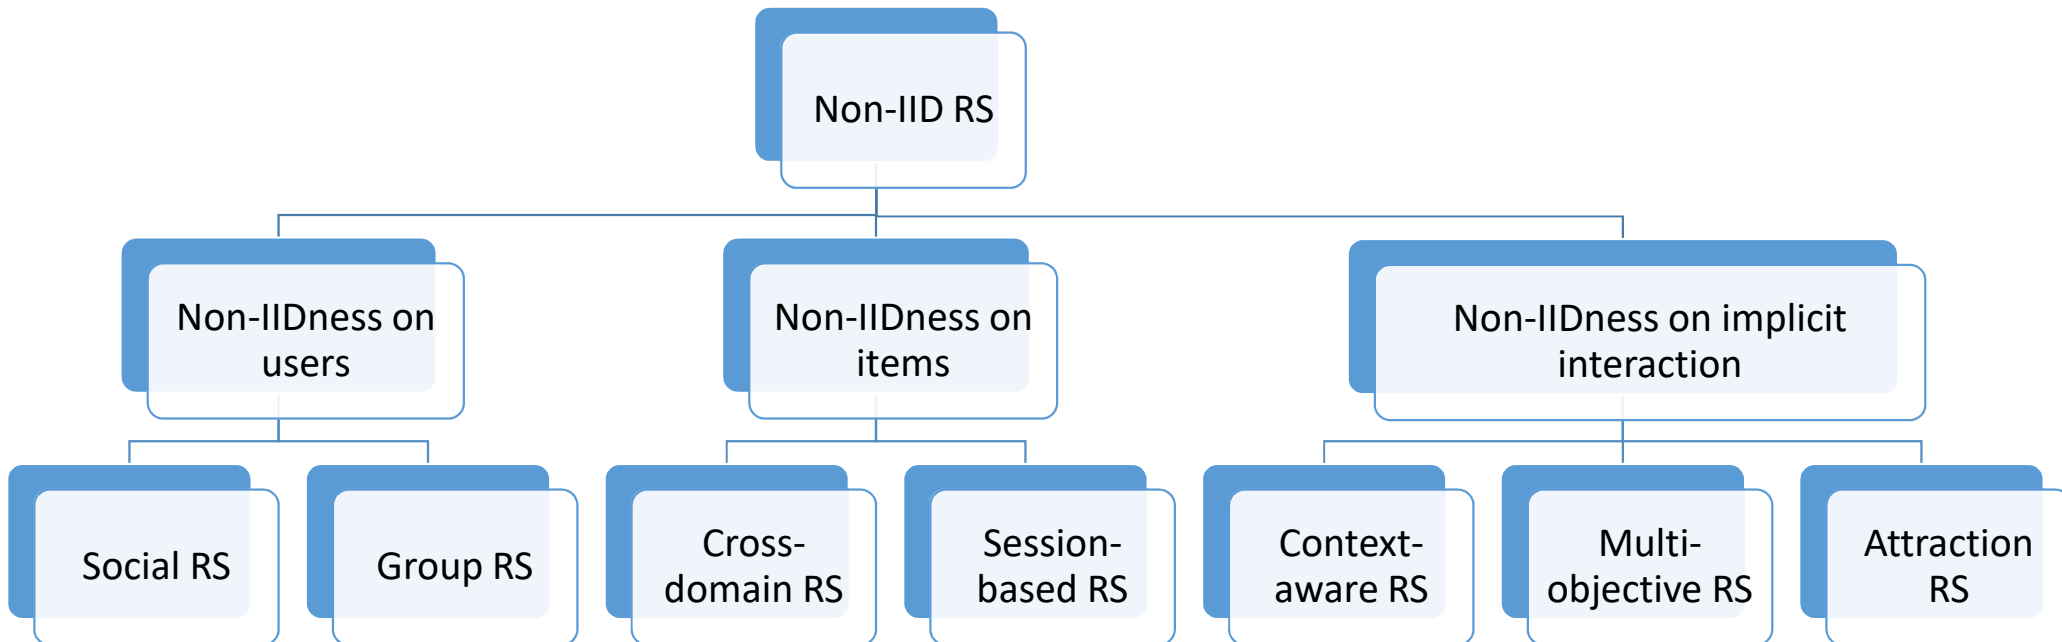 Non-IID RS
Non-IIDness on
users
Non-IIDness on
items
Non-IIDness on implicit
interaction
Social RS
Group RS
Cross-
domain RS
Session-
based RS
Context-
aware RS
Multi-
objective RS
Attraction
RS